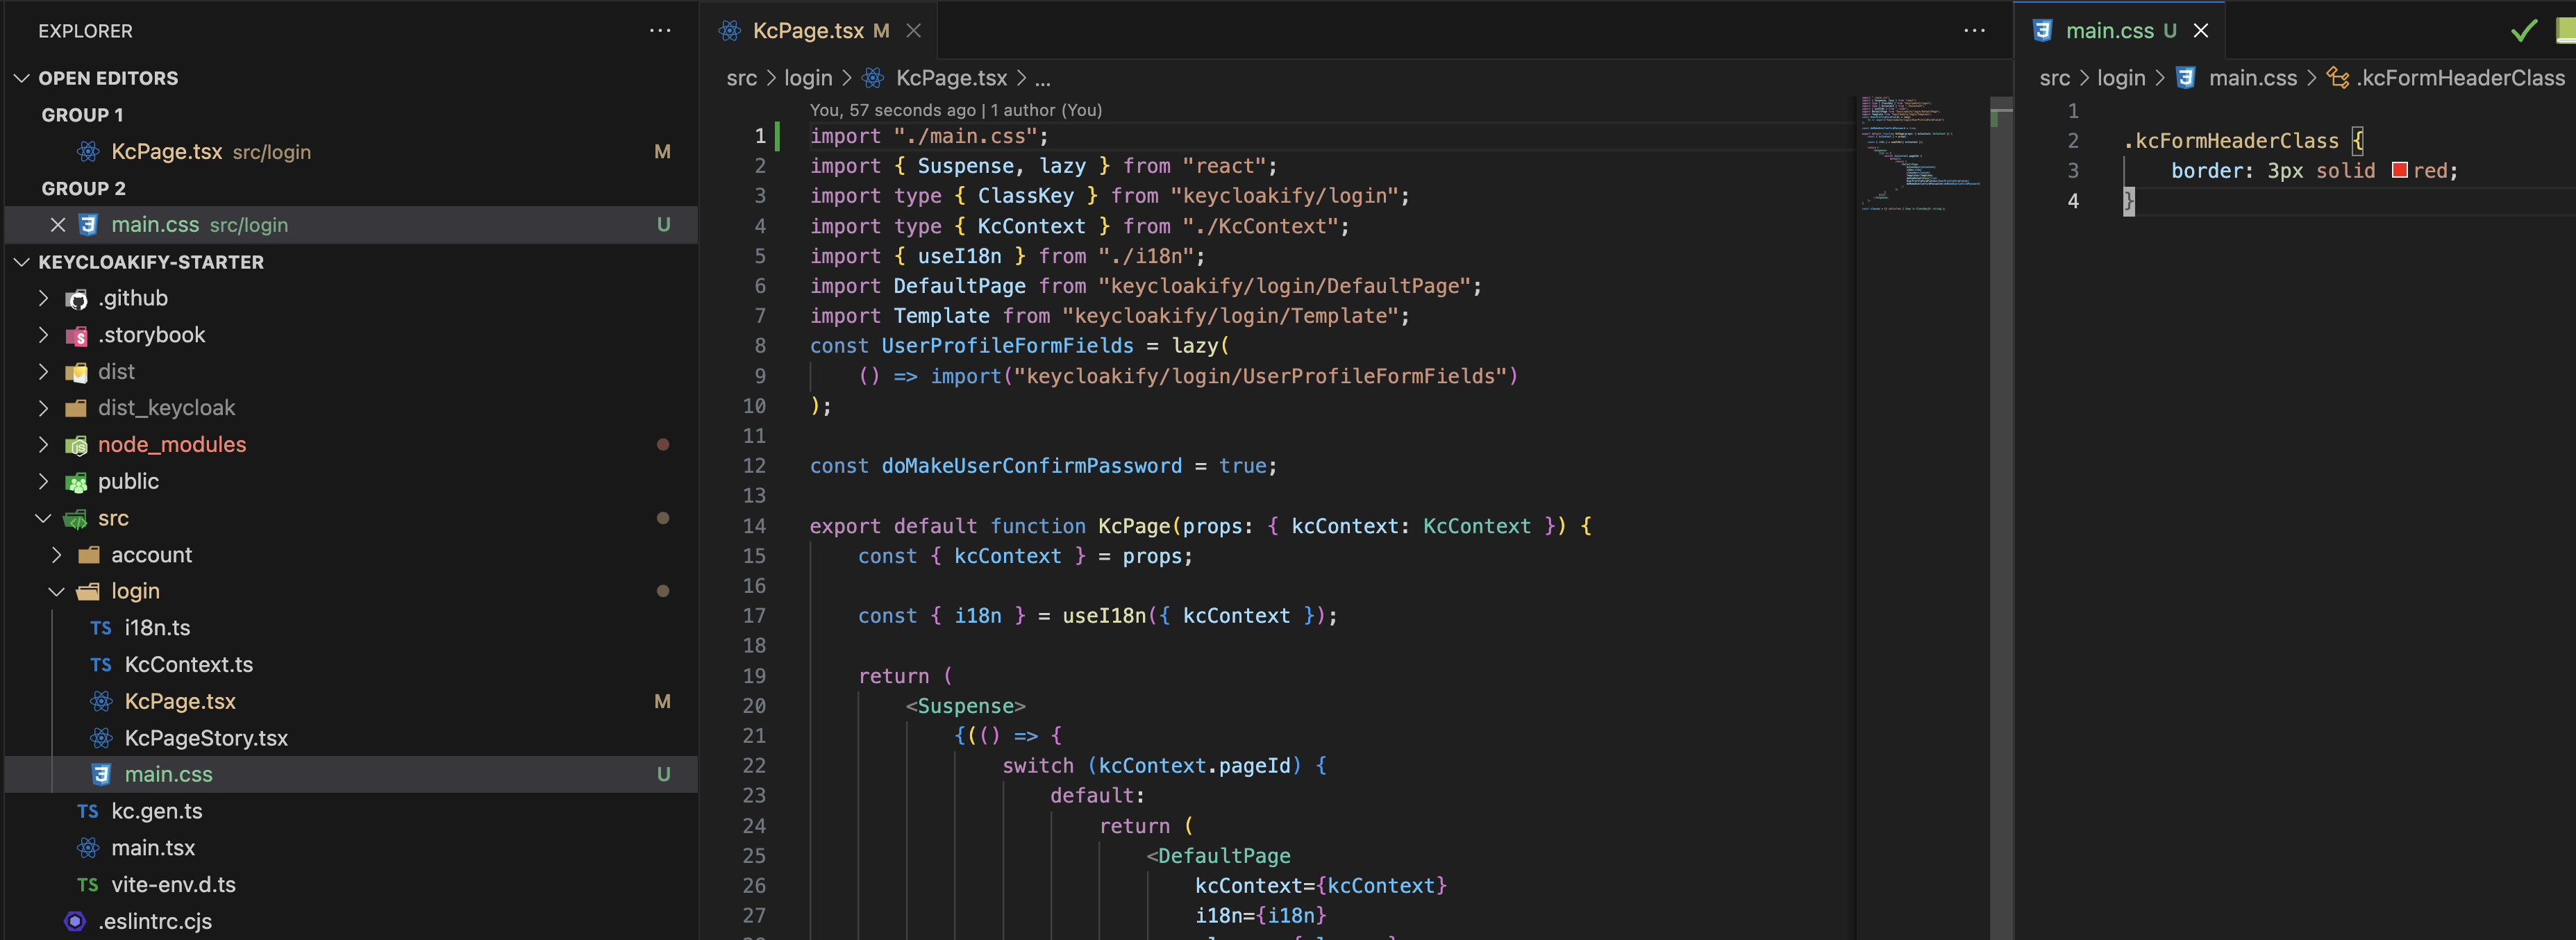 EXPLORER
OPEN EDITORS
GROUP 1
KcPage.tsx src/login M
GROUP 2
main.css src/login U
KEYCLOAKIFY-STARTER
.github
.storybook
dist
dist_keycloak
node_modules
public
src
account
login
TS i18n.ts
TS KcContext.ts
KcPage.tsx M
KcPageStory.tsx
main.css U
TS kc.gen.ts
main.tsx
TS vite-env.d.ts
.eslintrc.cjs
KcPage.tsx M
src > login > KcPage.tsx > ...
You, 57 seconds ago | 1 author (You)
1 import "./main.css";
2 import { Suspense, lazy } from "react";
3 import type { ClassKey } from "keycloakify/login";
4 import type { KcContext } from "./KcContext";
5 import { useI18n } from "./i18n";
6 import DefaultPage from "keycloakify/login/DefaultPage";
7 import Template from "keycloakify/login/Template";
8 const UserProfileFormFields = lazy(
9 () => import("keycloakify/login/UserProfileFormFields")
10 );
11
12 const doMakeUserConfirmPassword = true;
13
14 export default function KcPage(props: { kcContext: KcContext }) {
15 const { kcContext } = props;
16
17 const { i18n } = useI18n({ kcContext });
18
19 return (
20 <Suspense>
21 {(() => {
22 switch (kcContext.pageId) {
23 default:
24 return (
25 <DefaultPage
26 kcContext={kcContext}
27 i18n={i18n}
main.css U
src > login > main.css > .kcFormHeaderClass
1
2 .kcFormHeaderClass {
3 border: 3px solid red;
4 }